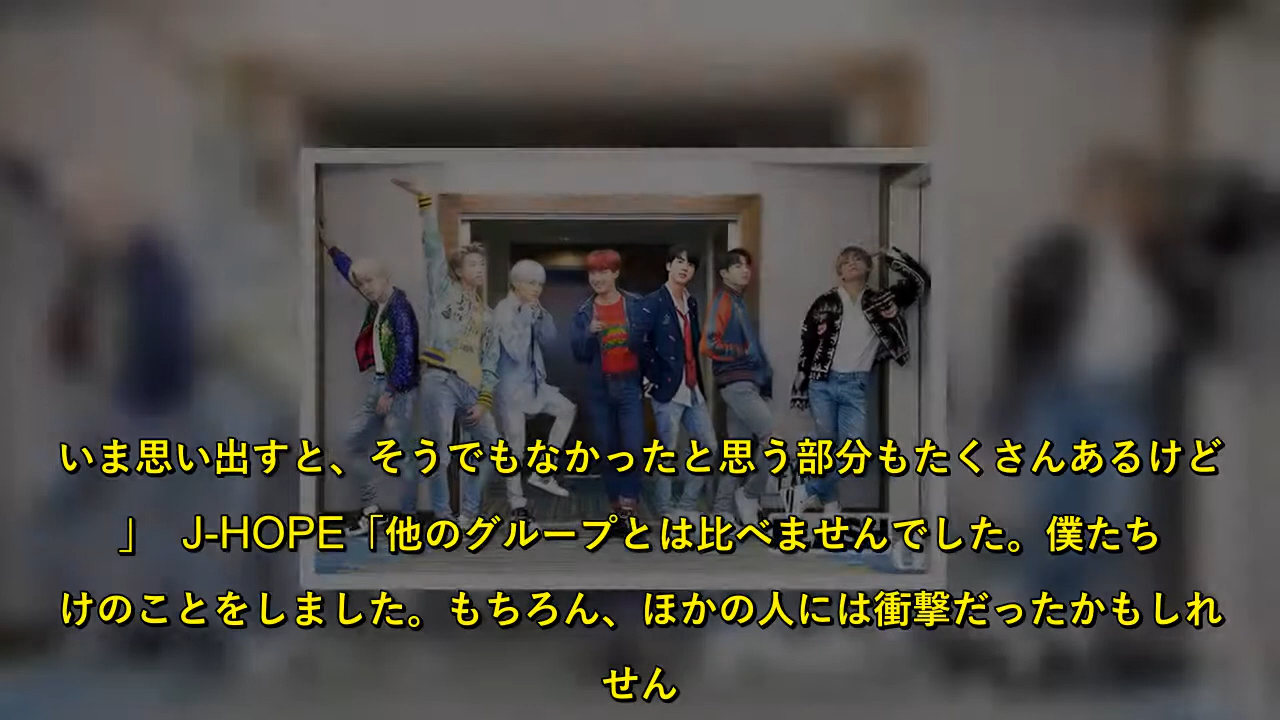 いま思い出すと、そうでもなかったと思う部分もたくさんあるけど
」 J-HOPE「他のグループとは比べませんでした。僕たち
けのことをしました。もちろん、ほかの人には衝撃だったかもしれ
せん